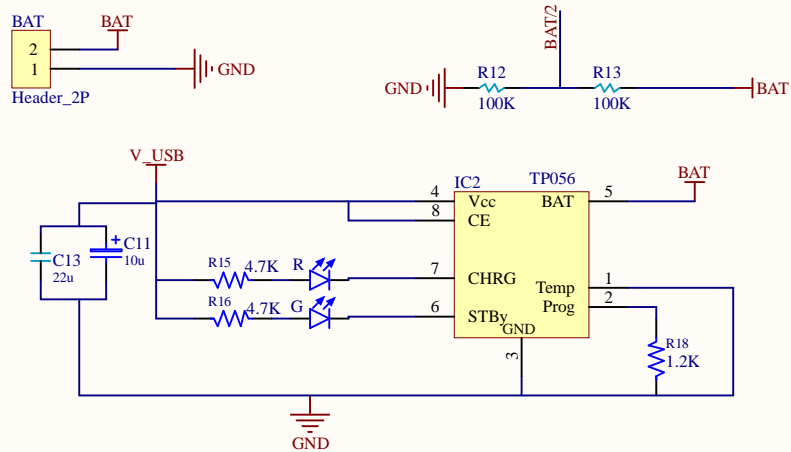 BAT
BAT
2
1
GND
Header_2P
BAT/2
GND
R12
100K
R13
100K
BAT
V_USB
C13
22u
C11
10u
R15
4.7K
R
R16
4.7K
G
IC2
TP056
4
Vcc
8
CE
7
CHRG
6
STBy
GND
3
BAT
5
BAT
Temp
1
Prog
2
R18
1.2K
GND